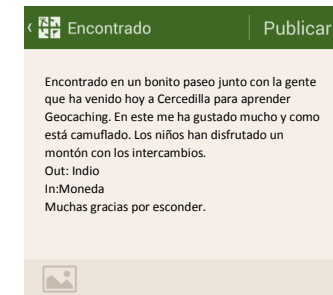 Encontrado
Publicar
Encontrado en un bonito paseo junto con la gente
que ha venido hoy a Cercedilla para aprender
Geocaching. En este me ha gustado mucho y como
está camuflado. Los niños han disfrutado un
montón con los intercambios.
Out: Indio
In:Moneda
Muchas gracias por esconder.